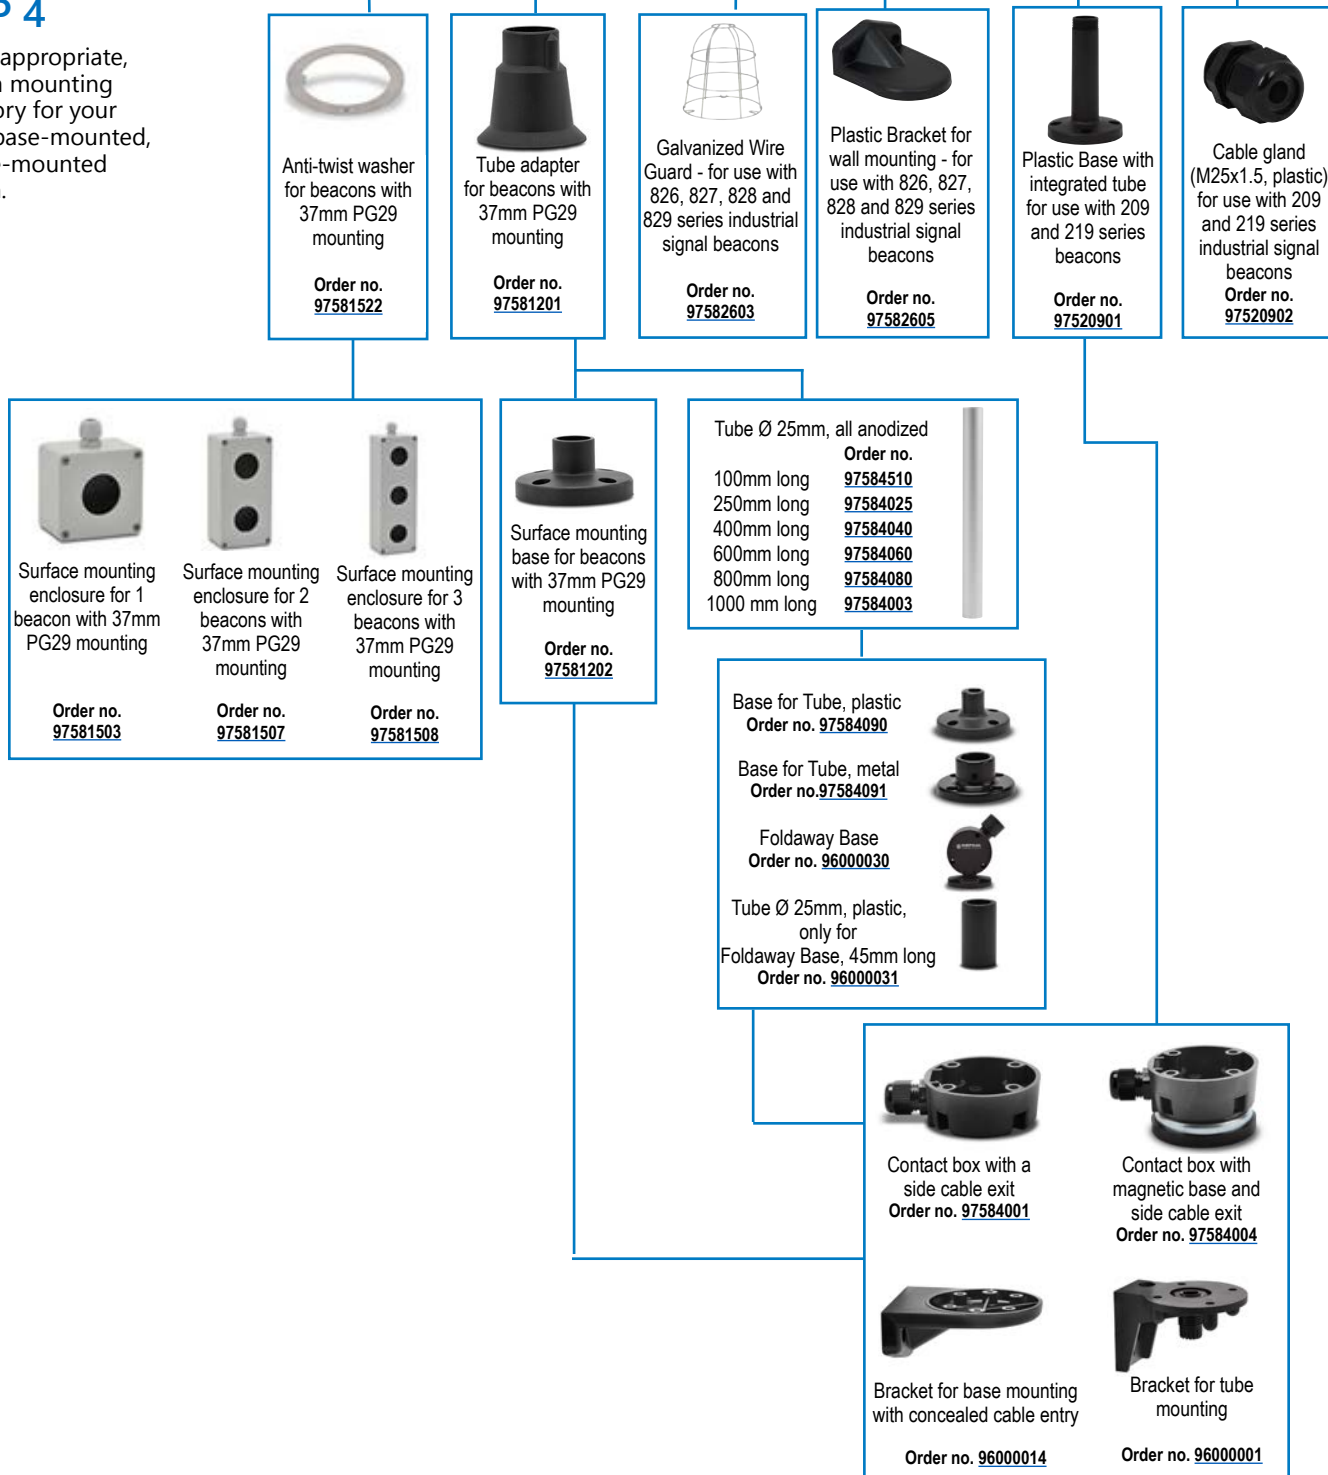 4
appropriate,
mounting
for your
base-mounted,
-mounted
Anti-twist washer
for beacons with
37mm PG29
mounting
Order no.
97581522
Tube adapter
for beacons with
37mm PG29
mounting
Order no.
97581201
Galvanized Wire
Guard - for use with
826, 827, 828 and
829 series industrial
signal beacons
Order no.
97582603
Plastic Bracket for
wall mounting - for
use with 826, 827,
828 and 829 series
industrial signal
beacons
Order no.
97582605
Plastic Base with
integrated tube
for use with 209
and 219 series
beacons
Order no.
97520901
Cable gland
(M25x1.5, plastic)
for use with 209
and 219 series
industrial signal
beacons
Order no.
97520902
Surface mounting
enclosure for 1
beacon with 37mm
PG29 mounting
Order no.
97581503
Surface mounting
enclosure for 2
beacons with
37mm PG29
mounting
Order no.
97581507
Surface mounting
enclosure for 3
beacons with
37mm PG29
mounting
Order no.
97581508
Surface mounting
base for beacons
with 37mm PG29
mounting
Order no.
97581202
Tube Ø 25mm, all anodized
Order no.
100mm long 97584510
250mm long 97584025
400mm long 97584040
600mm long 97584060
800mm long 97584080
1000 mm long 97584003
Base for Tube, plastic
Order no. 97584090
Base for Tube, metal
Order no.97584091
Foldaway Base
Order no. 96000030
Tube Ø 25mm, plastic,
only for
Foldaway Base, 45mm long
Order no. 96000031
Contact box with a
side cable exit
Order no. 97584001
Contact box with
magnetic base and
side cable exit
Order no. 97584004
Bracket for base mounting
with concealed cable entry
Order no. 96000014
Bracket for tube
mounting
Order no. 96000001